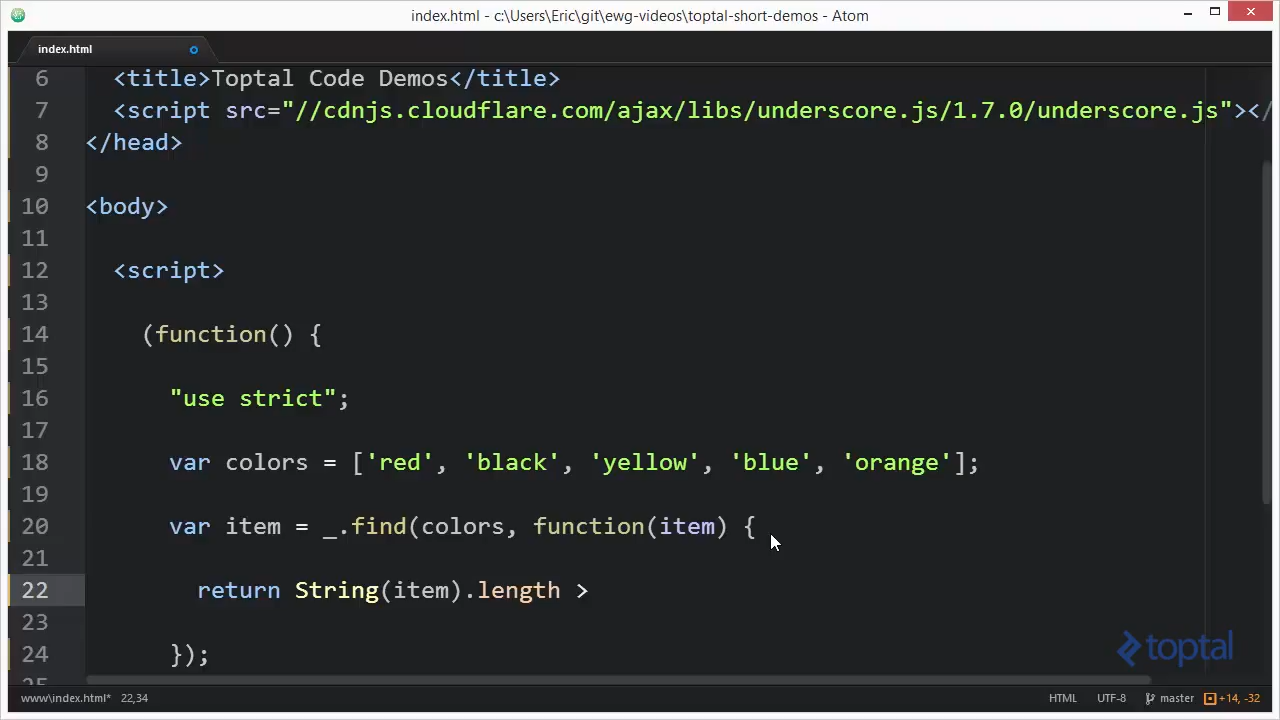 index.html - c:\Users\Eric\git\ewg-videos\toptal-short-demos - Atom
index.html
6 <title>Toptal Code Demos</title>
7 <script src="//cdnjs.cloudflare.com/ajax/libs/underscore.js/1.7.0/underscore.js"></
8 </head>
9
10 <body>
11
12 <script>
13
14 (function() {
15
16 "use strict";
17
18 var colors = ['red', 'black', 'yellow', 'blue', 'orange'];
19
20 var item = _.find(colors, function(item) {
21
22 return String(item).length >
23
24 });
25
toptal
www\index.html* 22,34 HTML UTF-8 master +14, -32